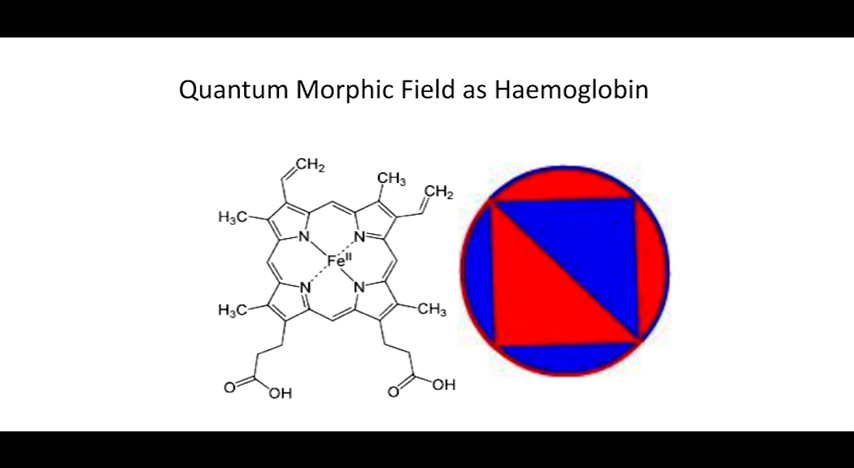 Quantum Morphic Field as Haemoglobin
CH2
CH3
CH2
H3C
N
N
FeII
N
N
H3C
CH3
O
OH
O
OH